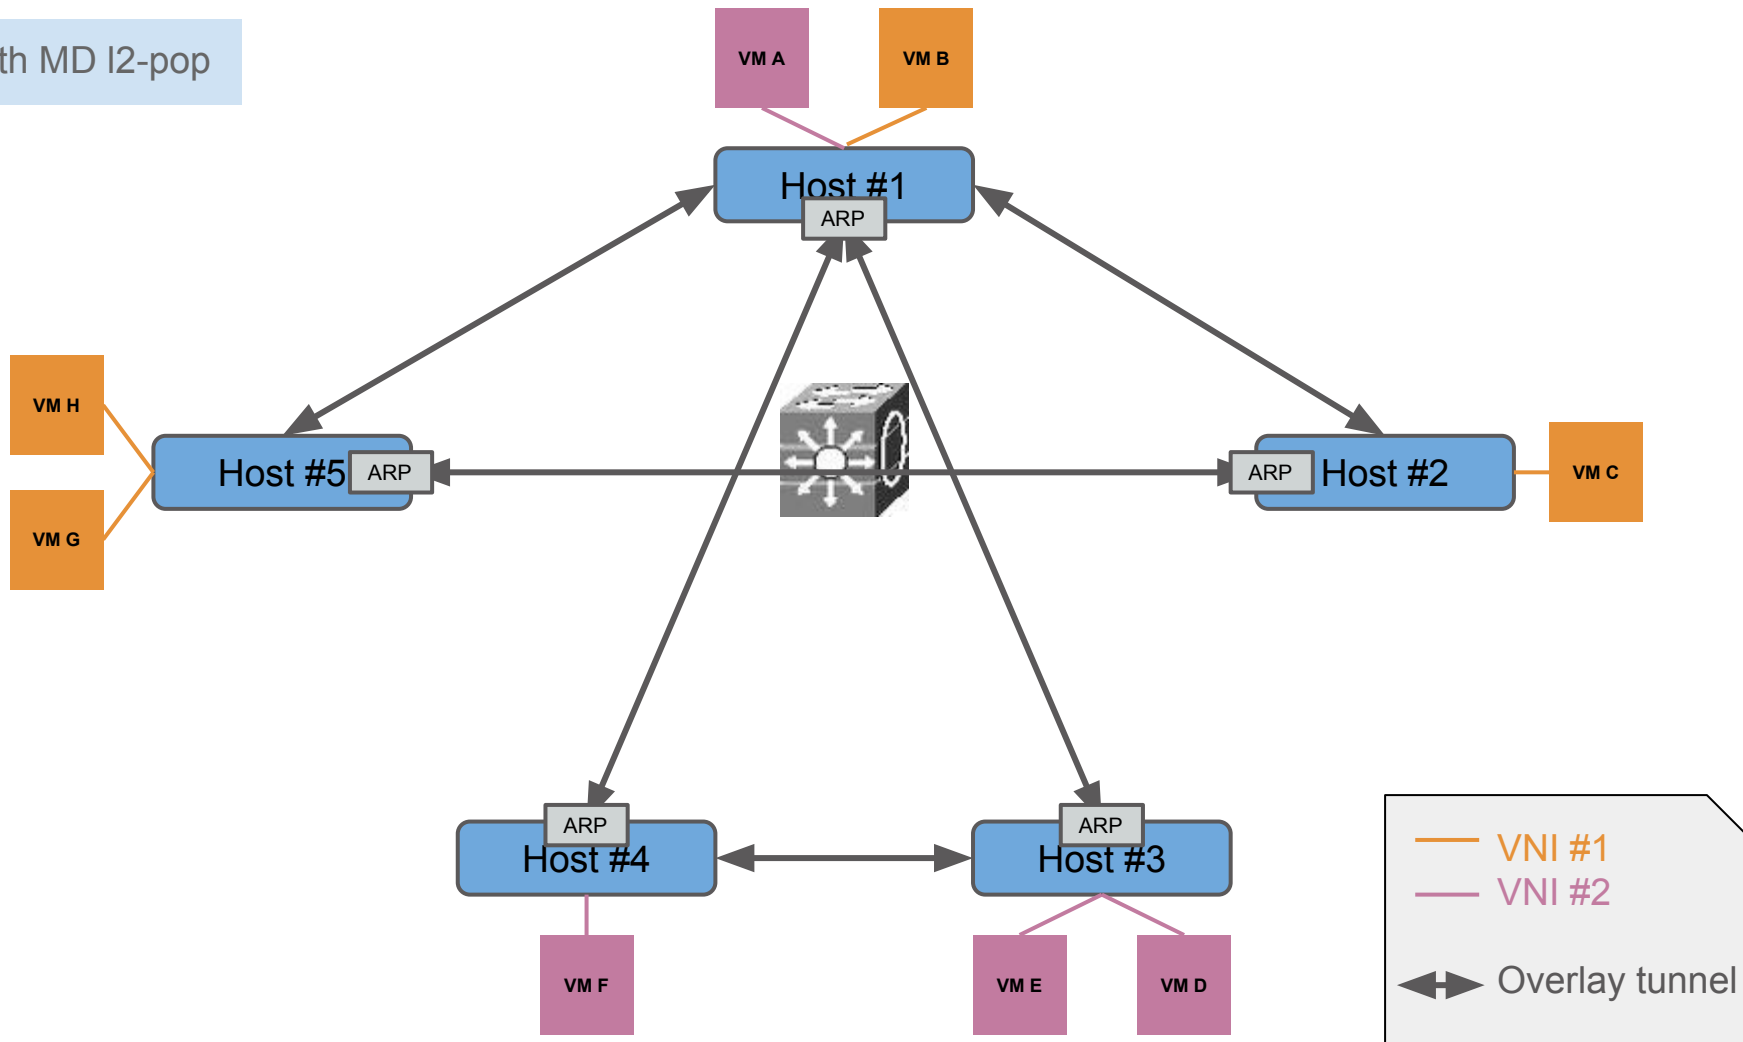 th MD l2-pop
VM A
VM B
Host #1
ARP
VM H
VM G
Host #5
ARP
ARP
Host #2
VM C
ARP
Host #4
ARP
Host #3
VM F
VM E
VM D
VNI #1
VNI #2
Overlay tunnel